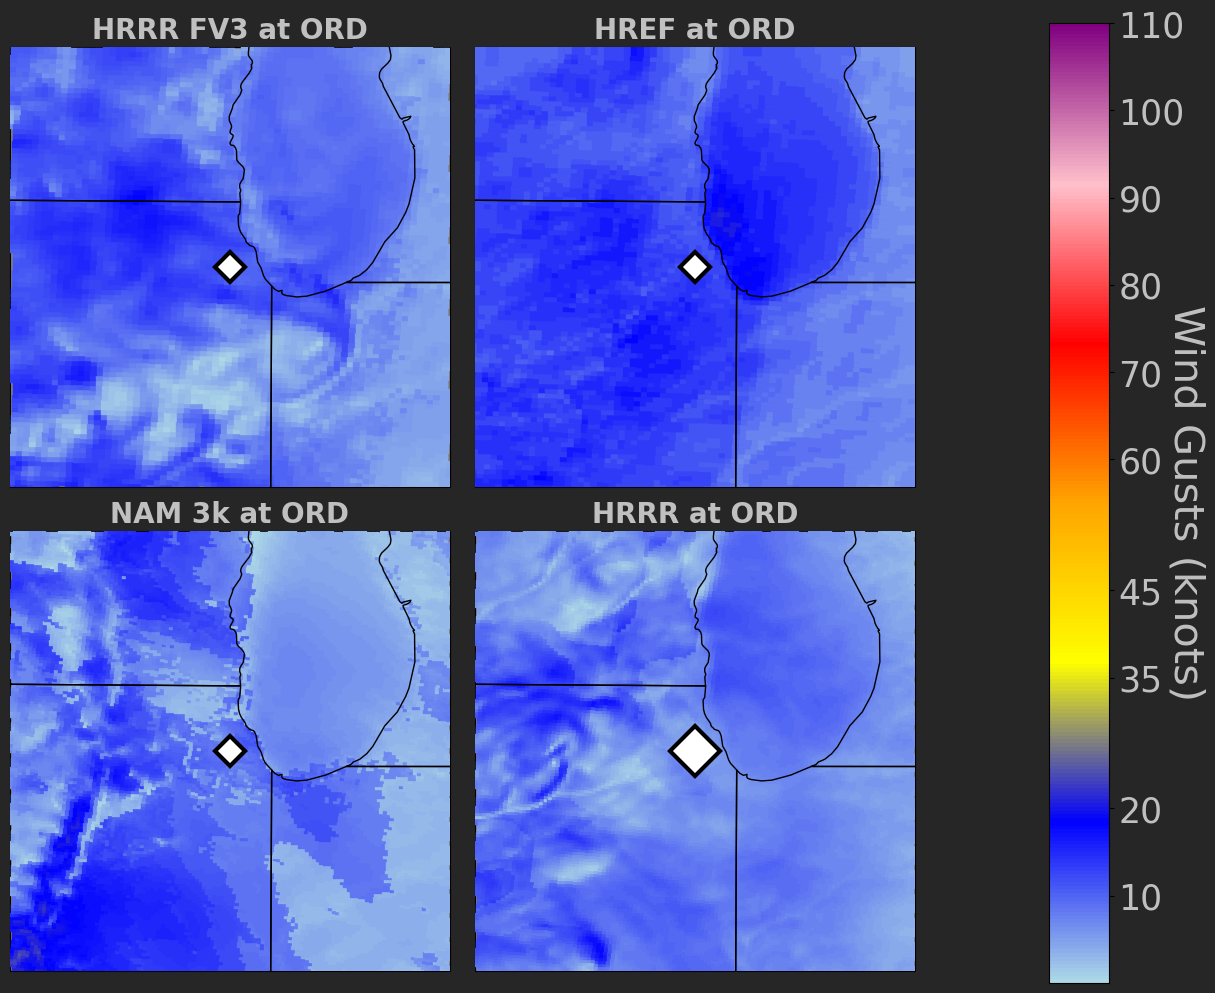 HRRR FV3 at ORD
HREF at ORD
NAM 3k at ORD
HRRR at ORD
110
100
90
80
70
60
45
35
20
10
Wind Gusts (knots)